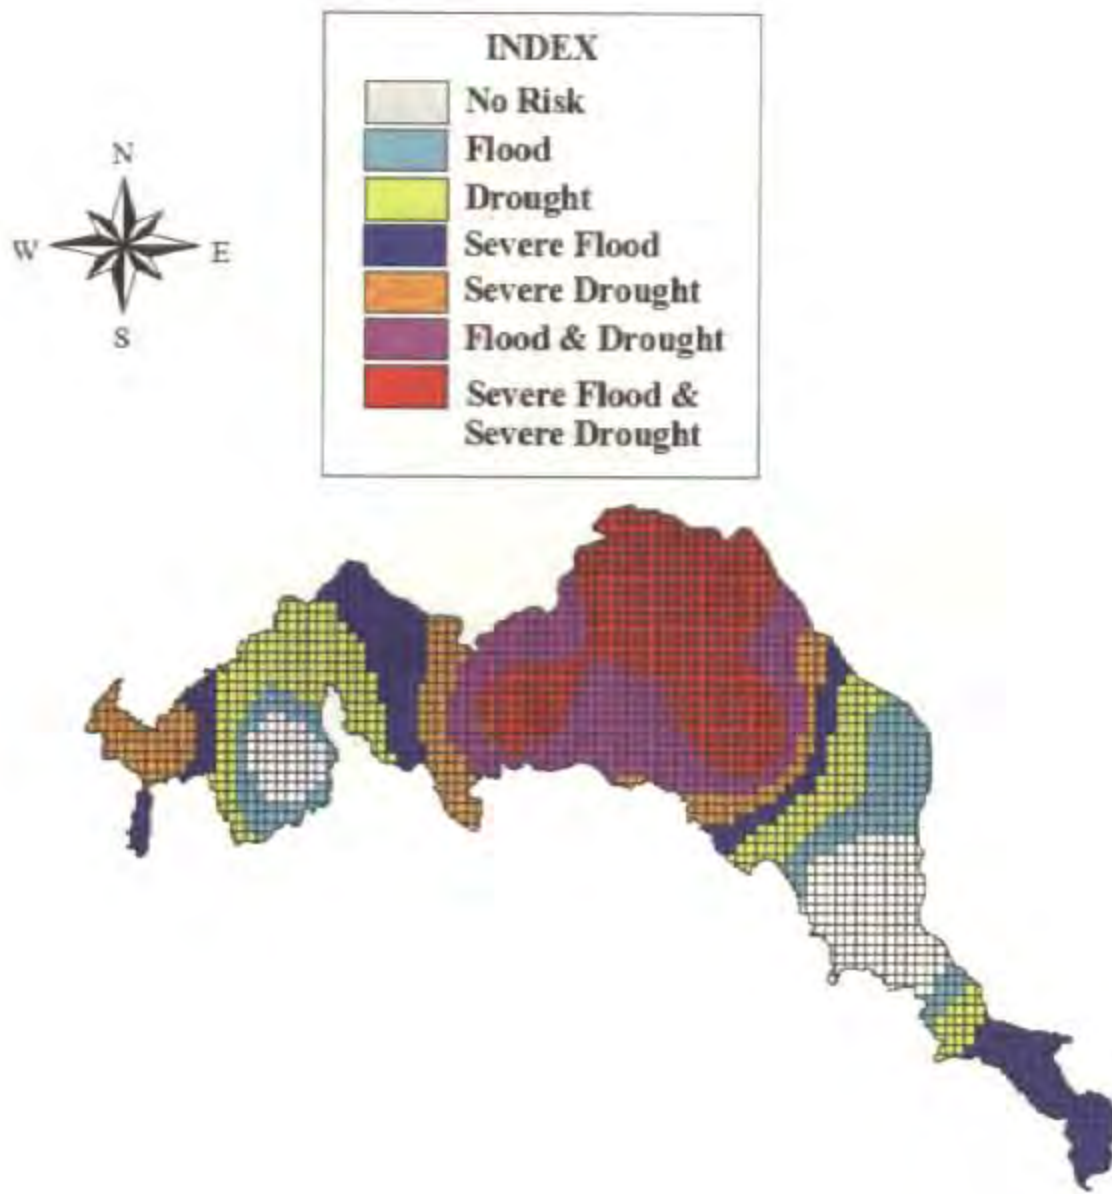 INDEX
No Risk
Flood
Drought
Severe Flood
Severe Drought
Flood & Drought
Severe Flood &
Severe Drought
N
W E
S